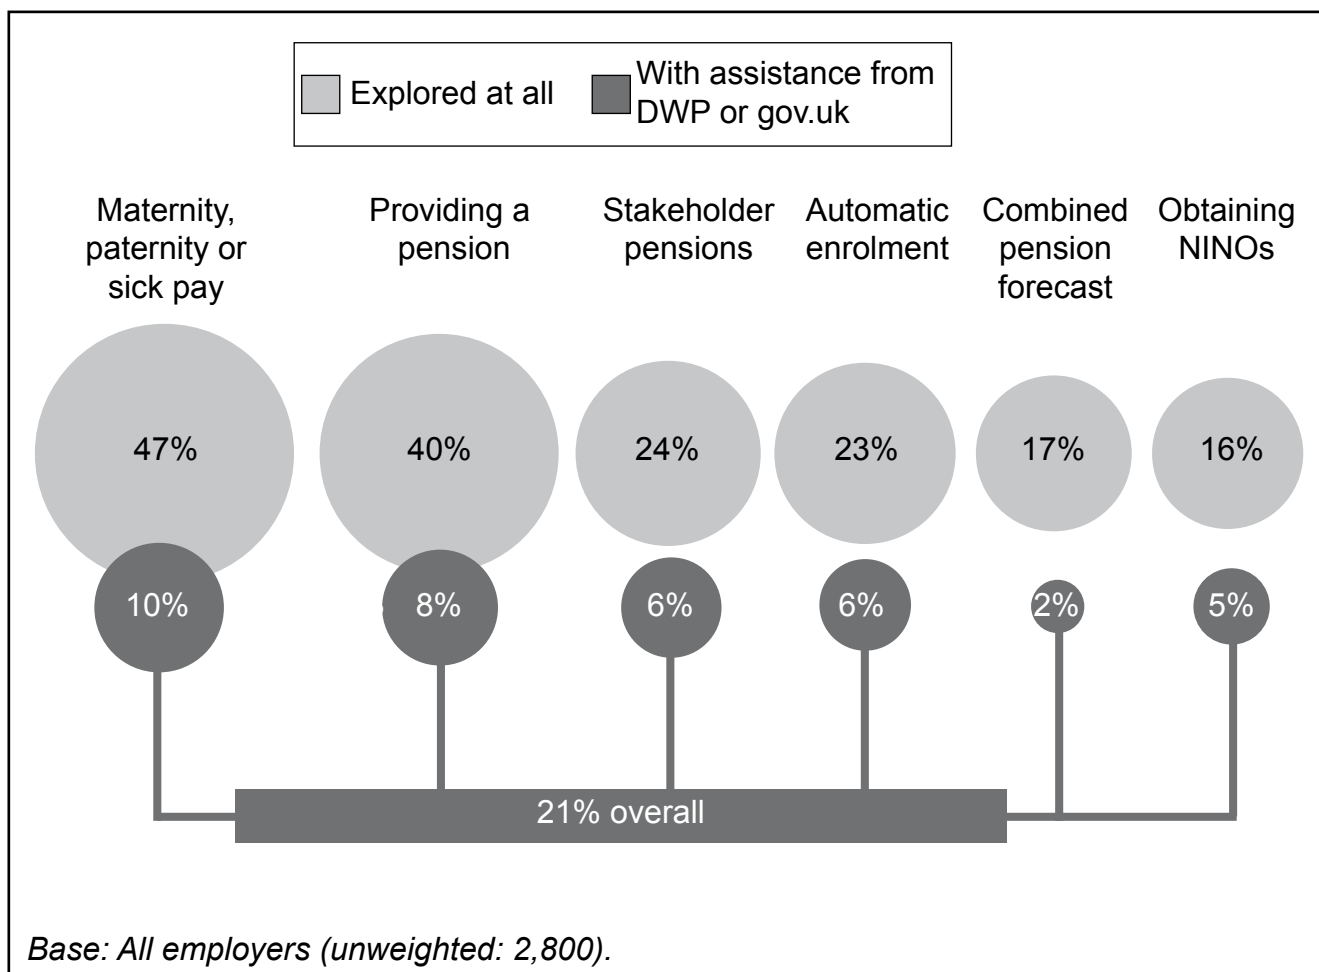 Explored at all
With assistance from
DWP or gov.uk
Maternity,
paternity or
sick pay
Providing a
pension
Stakeholder
pensions
Automatic
enrolment
Combined
pension
forecast
Obtaining
NINOs
47%
40%
24%
23%
17%
16%
10%
8%
6%
6%
2%
5%
21% overall
Base: All employers (unweighted: 2,800).